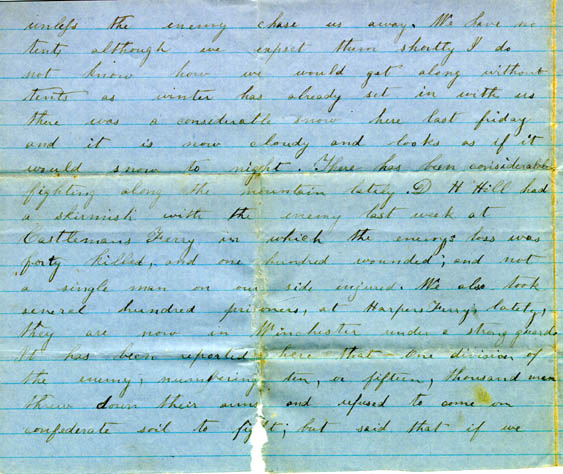 unless the enemy chase us away. We have no
tents although we expect them shortly I do
not know how we would get along without
tents as winter has already set in with us
there was a considerable snow here last friday
and it is now cloudy and looks as if it
would snow to night. There has been considerable
fighting along the mountain lately. D H Hill had
a skirmish with the enemy last week at
Castlemans Ferry in which the enemys loss was
forty killed, and one hundred wounded; and not
a single man on our side injured. We also took
several hundred prisoners, at Harpers Ferry, lately,
they are now in Winchester under a strong guard.
It has been reported here that one division of
the enemy, numbering ten, or fifteen, thousand men
threw down their arms and refused to come on
confederate soil to fight; but said that if we